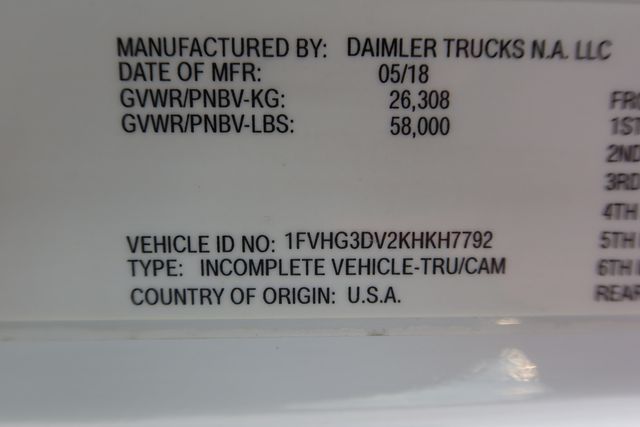 MANUFACTURED BY: DAIMLER TRUCKS N.A. LLC
DATE OF MFR: 05/18
GVWR/PNBV-KG: 26,308
GVWR/PNBV-LBS: 58,000
FR
1ST
2ND
3RD
4TH
5TH
6TH
REAR
VEHICLE ID NO: 1FVHG3DV2KHKH7792
TYPE: INCOMPLETE VEHICLE-TRU/CAM
COUNTRY OF ORIGIN: U.S.A.